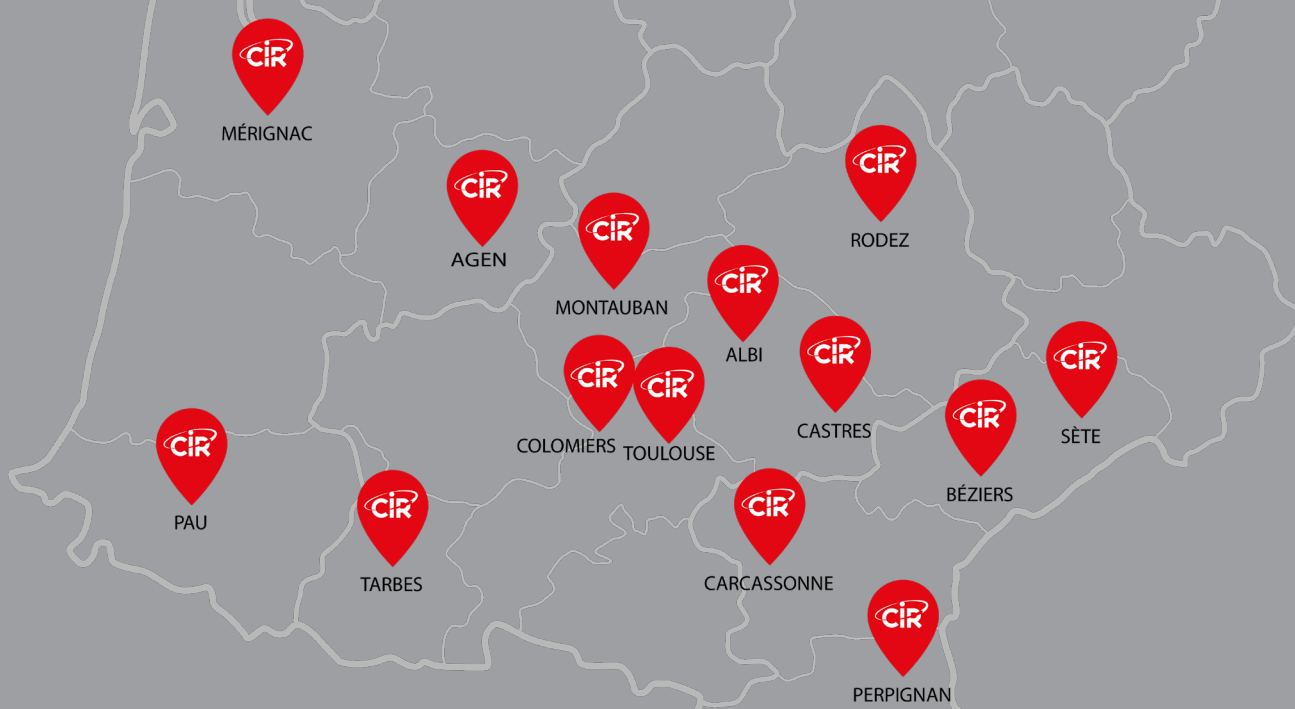 CiR
MÉRIGNAC
CiR
AGEN
CiR
MONTAUBAN
CiR
RODEZ
CiR
ALBI
CiR
CASTRES
CiR
COLOMIERS
CiR
TOULOUSE
CiR
SÈTE
CiR
BÉZIERS
CiR
PAU
CiR
TARBES
CiR
CARCASSONNE
CiR
PERPIGNAN